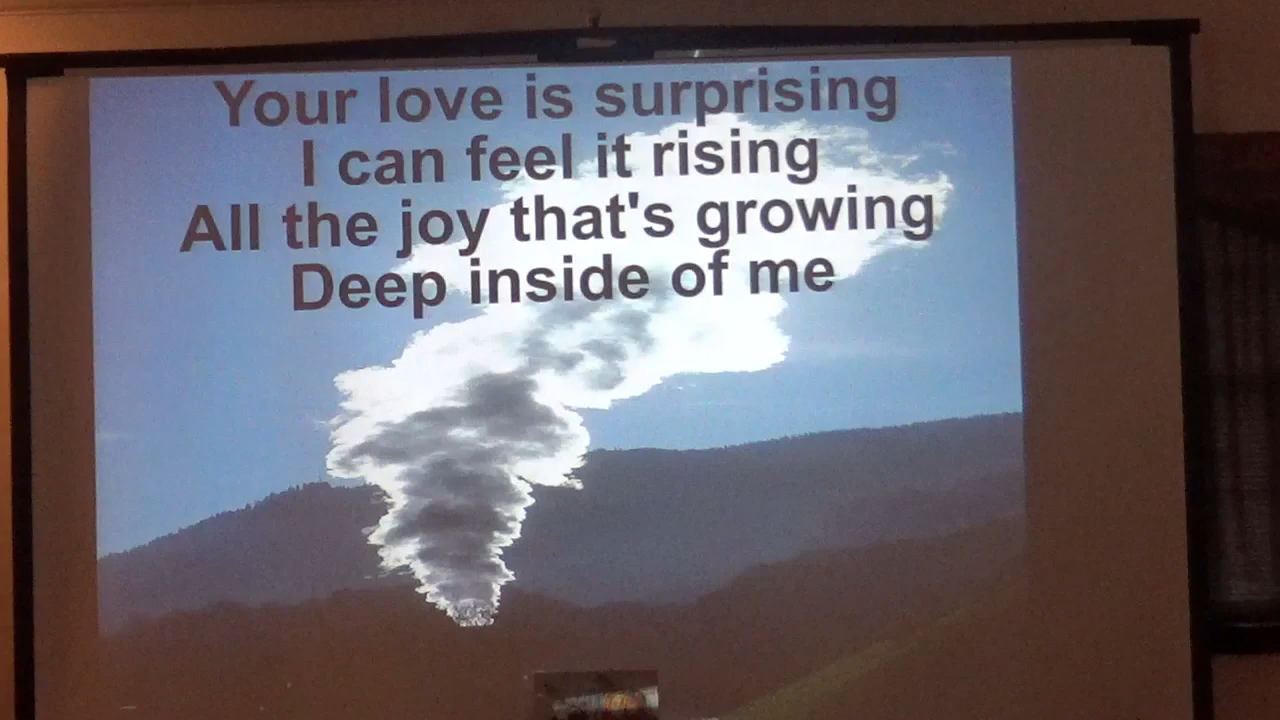 Your love is surprising
I can feel it rising
All the joy that's growing
Deep inside of me